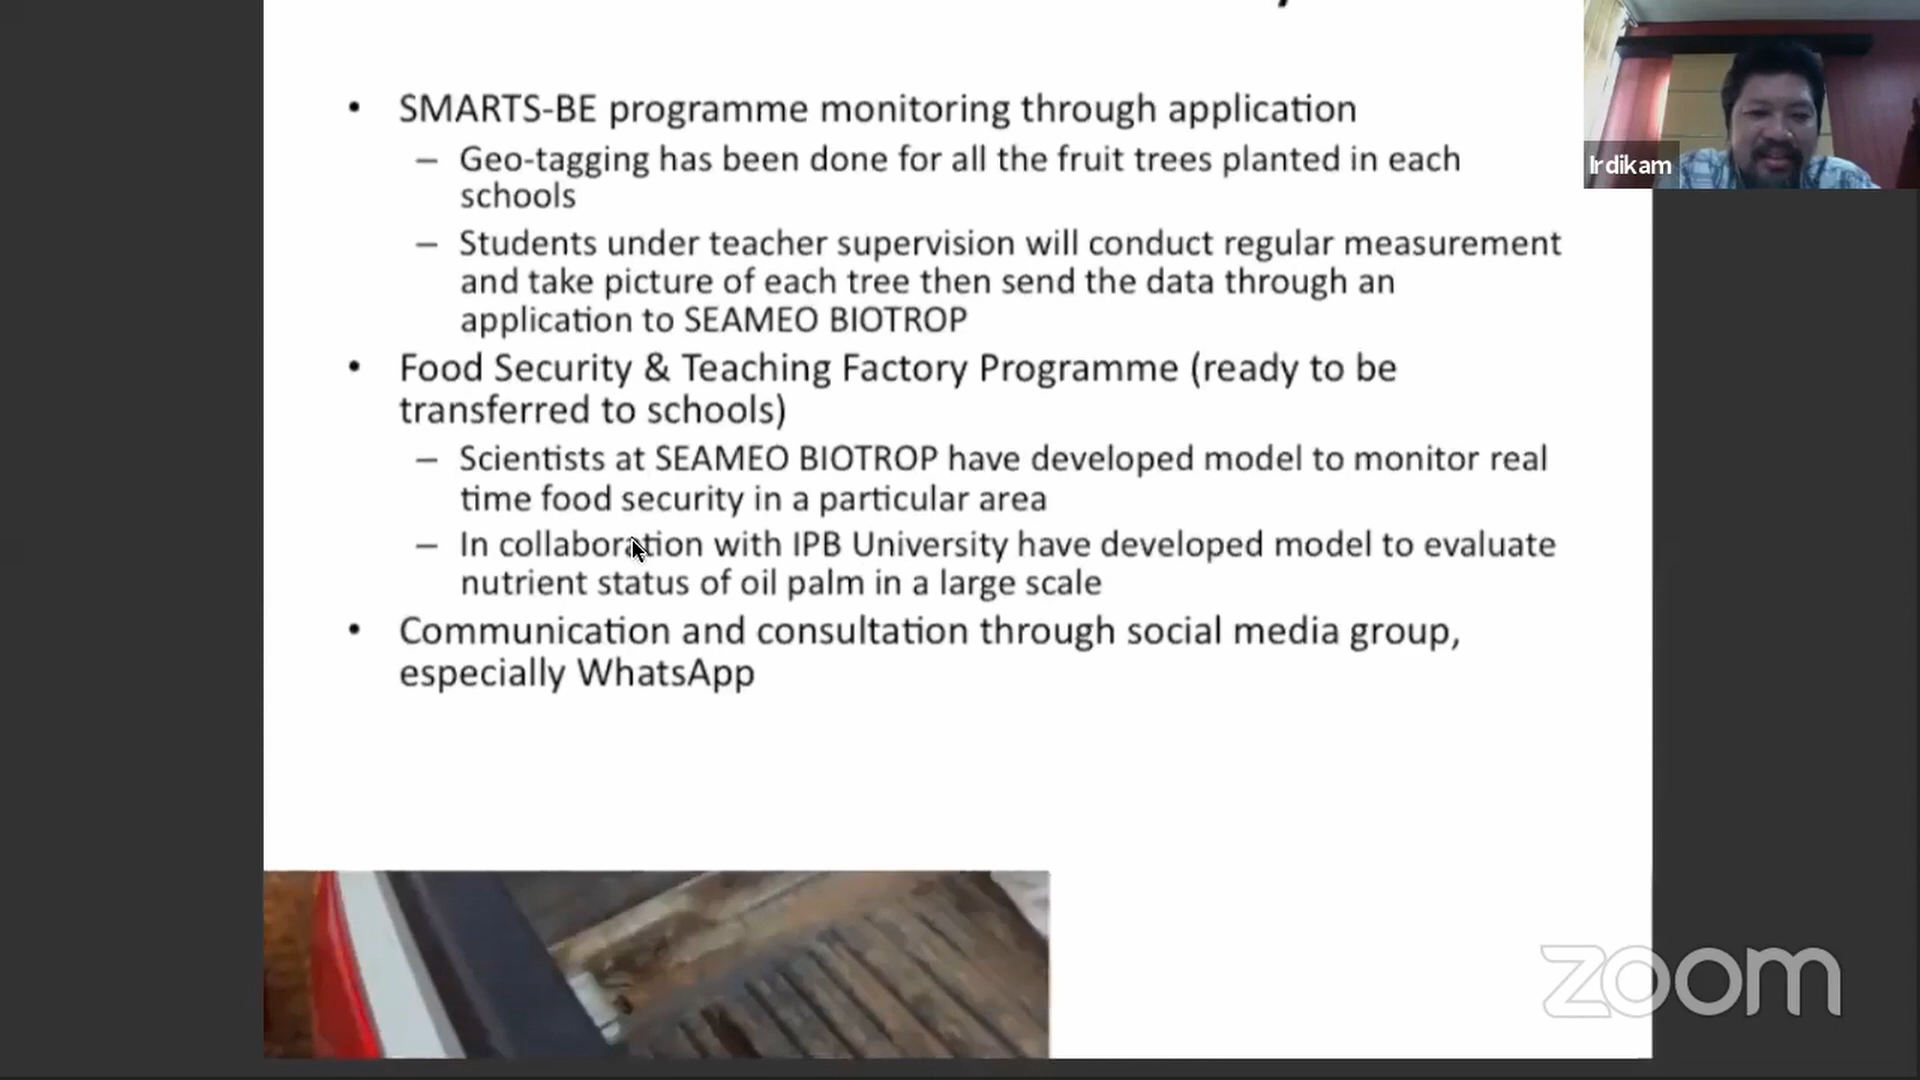 • SMARTS-BE programme monitoring through application
– Geo-tagging has been done for all the fruit trees planted in each
schools
– Students under teacher supervision will conduct regular measurement
and take picture of each tree then send the data through an
application to SEAMEO BIOTROP
• Food Security & Teaching Factory Programme (ready to be
transferred to schools)
– Scientists at SEAMEO BIOTROP have developed model to monitor real
time food security in a particular area
– In collaboration with IPB University have developed model to evaluate
nutrient status of oil palm in a large scale
• Communication and consultation through social media group,
especially WhatsApp
Irdikam
zoom